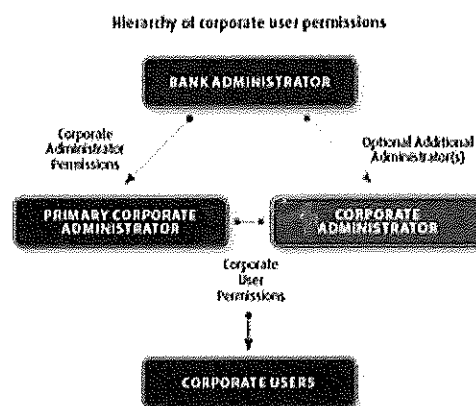 Hierarchy of corporate user permissions
BANK ADMINISTRATOR
Corporate
Administrator
Permissions
Optional Additional
Administrator(s)
PRIMARY CORPORATE
ADMINISTRATOR
CORPORATE
ADMINISTRATOR
Corporate
User
Permissions
CORPORATE USERS